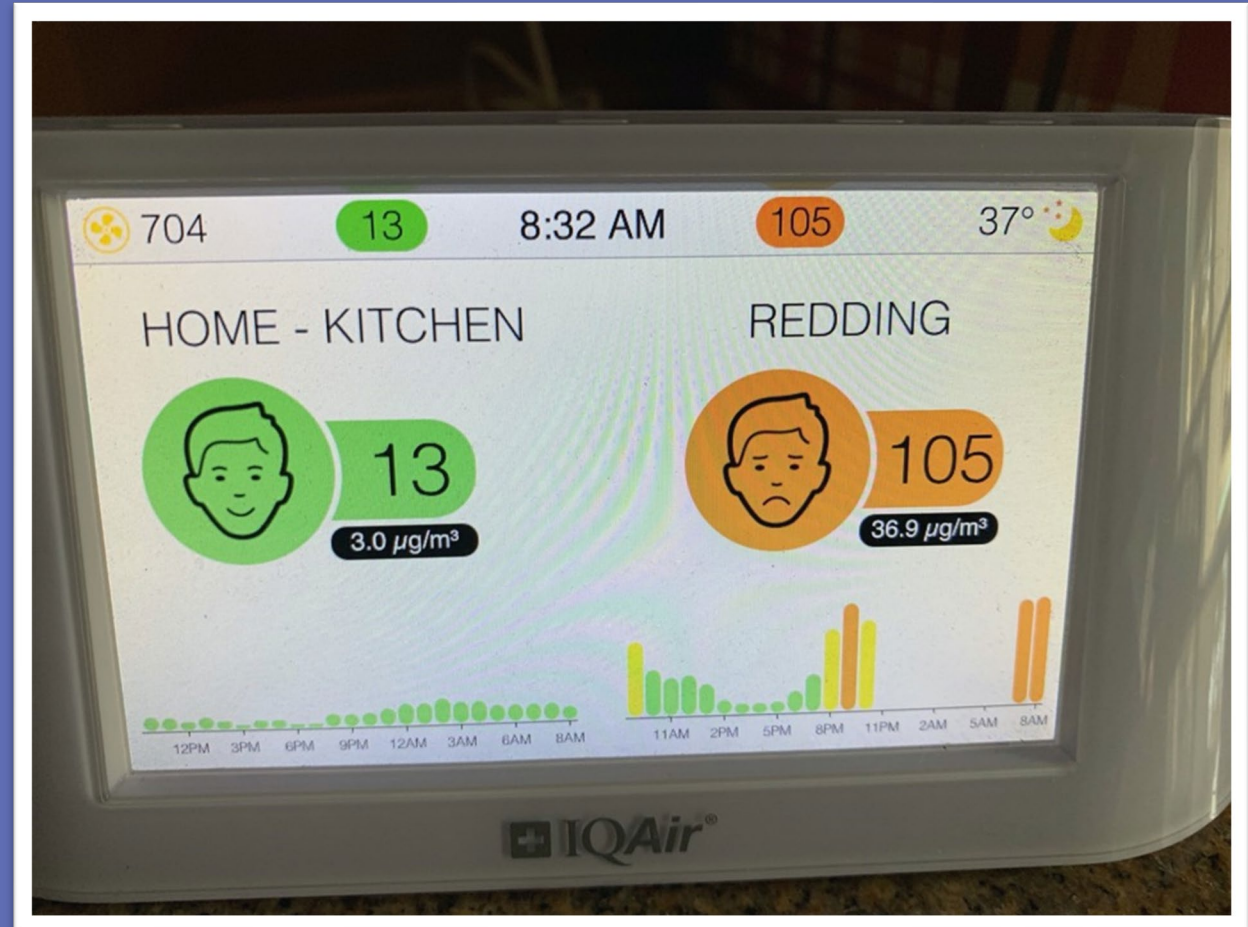 704 13 8:32 AM 105 37°
HOME - KITCHEN
13
3.0 µg/m³
12PM 3PM 6PM 9PM 12AM 3AM 6AM 8AM
REDDING
105
36.9 µg/m³
11AM 2PM 5PM 8PM 11PM 2AM 5AM 8AM
IQAir®